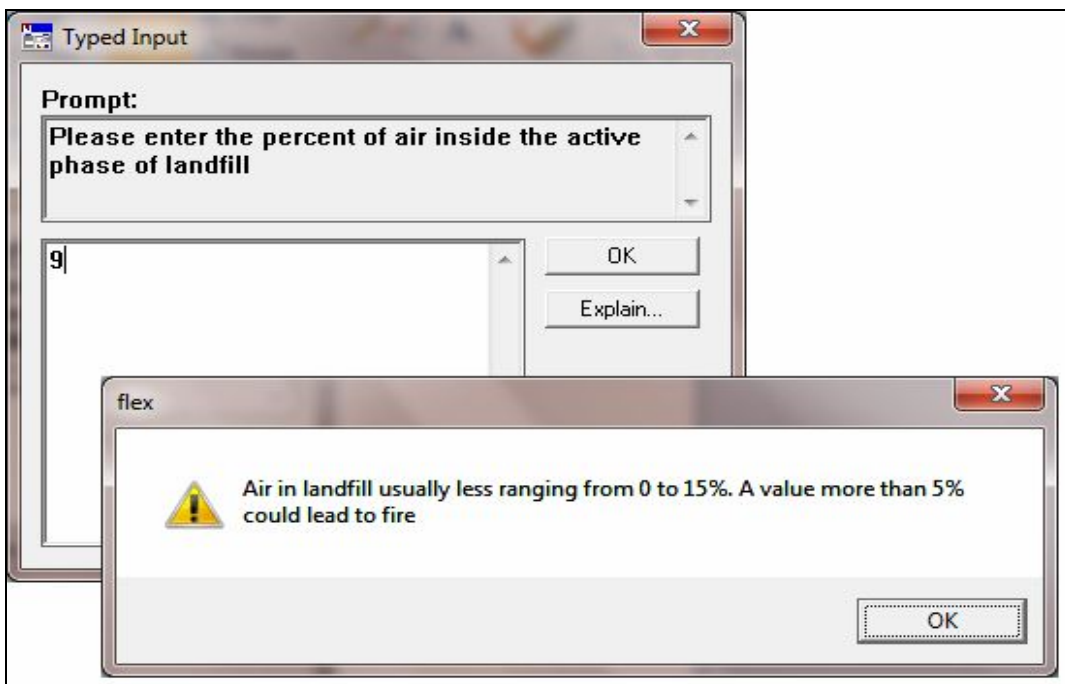 Typed Input
Prompt:
Please enter the percent of air inside the active
phase of landfill
9
OK
Explain...
flex
Air in landfill usually less ranging from 0 to 15%. A value more than 5%
could lead to fire
OK